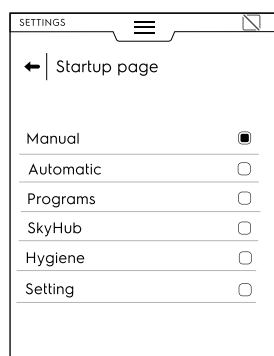 SETTINGS
Startup page
Manual
Automatic
Programs
SkyHub
Hygiene
Setting